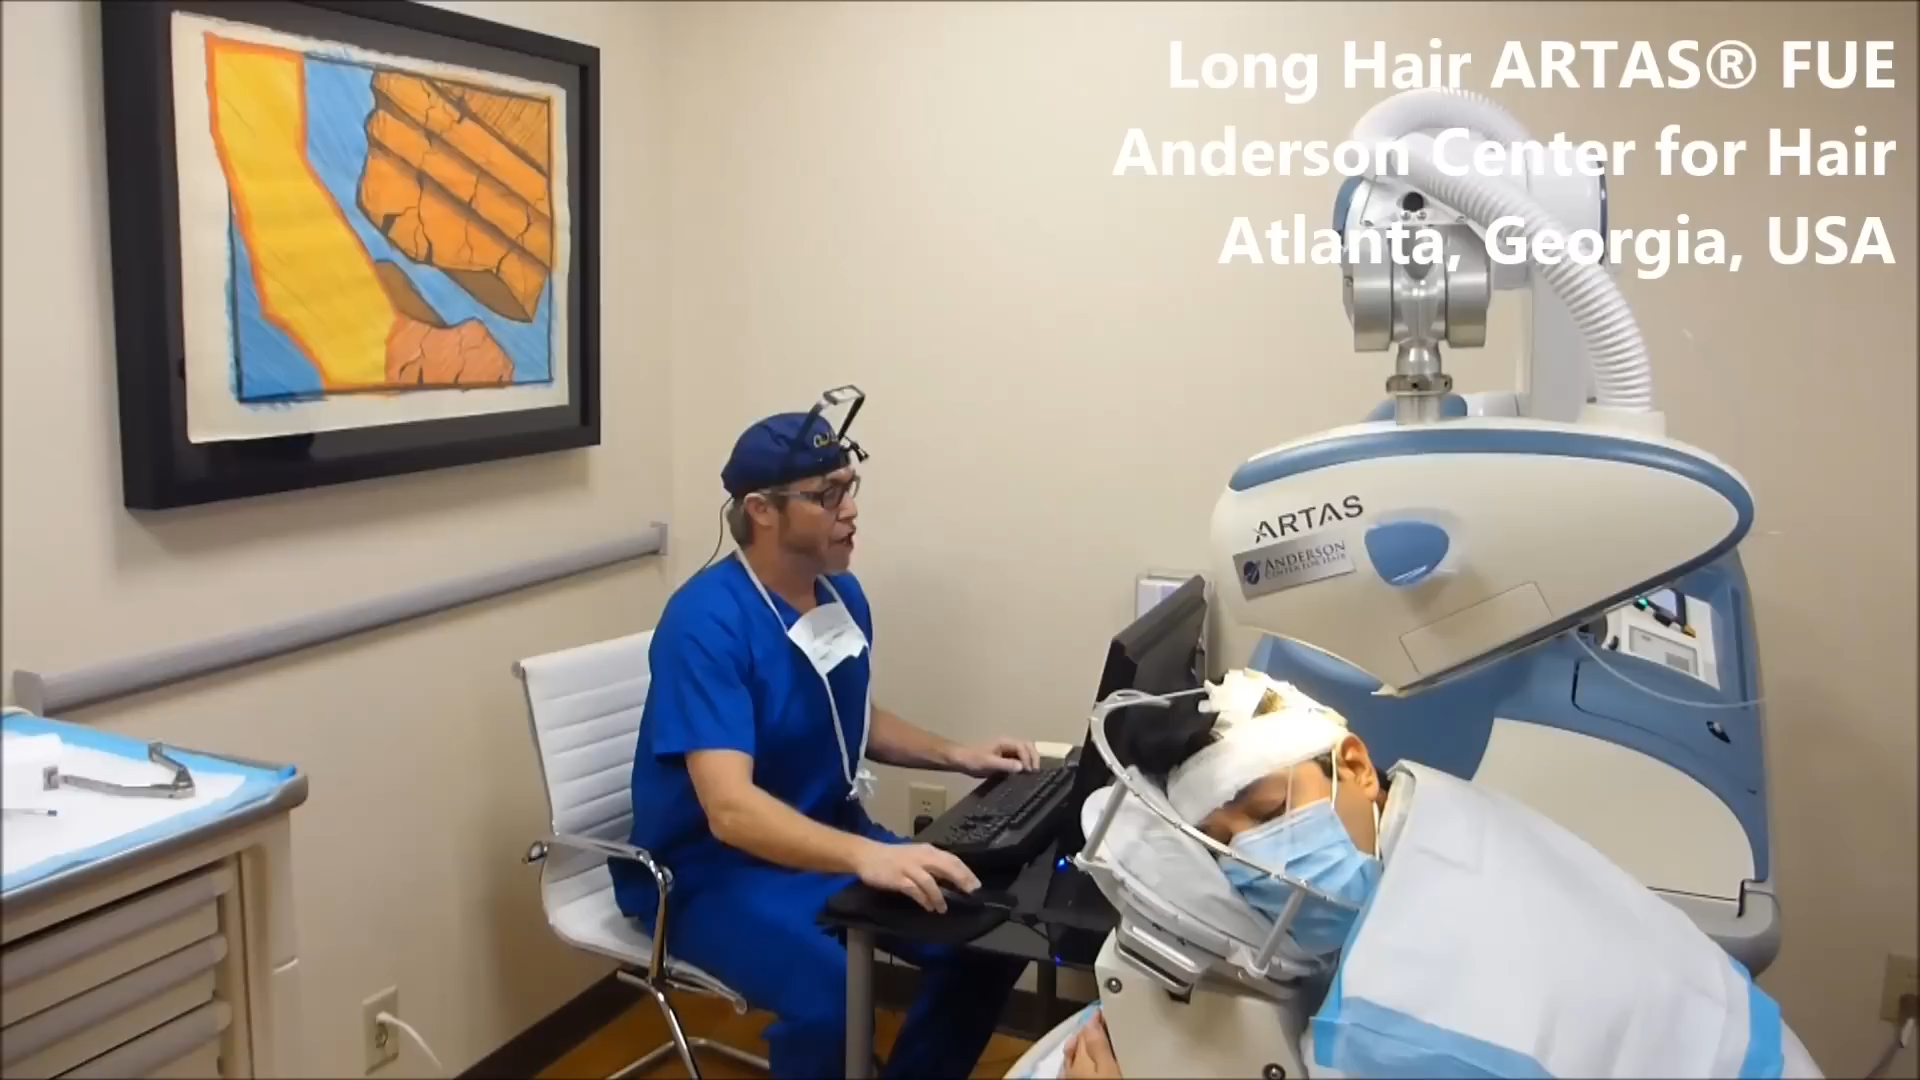 Long Hair ARTAS® FUE
Anderson Center for Hair
Atlanta, Georgia, USA
ARTAS
ANDERSON
CENTER FOR HAIR